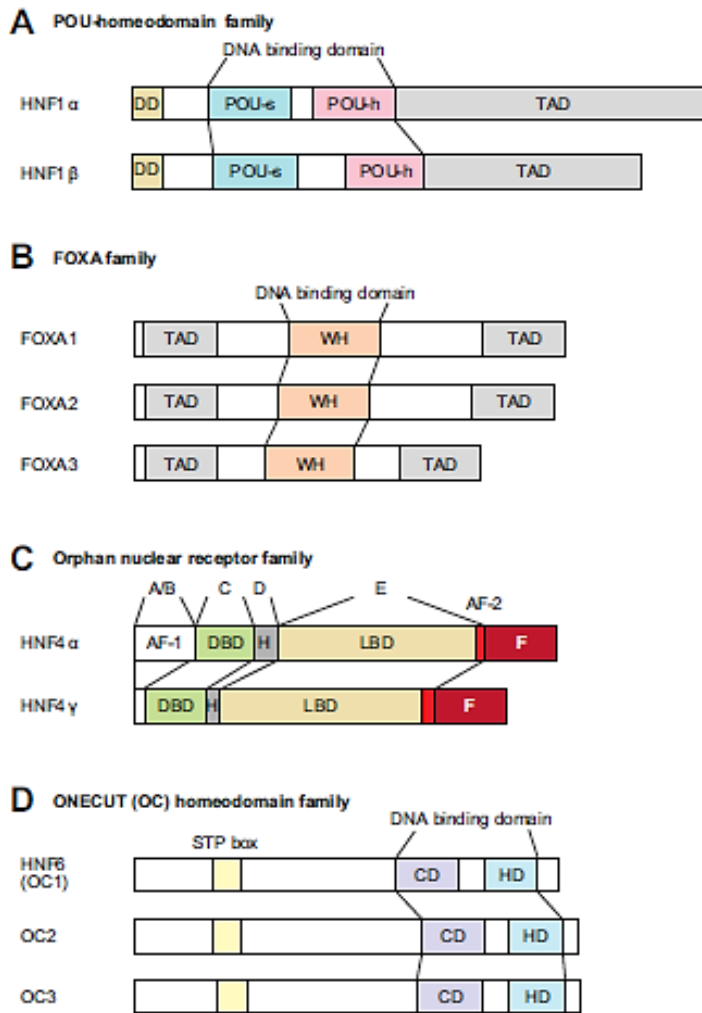 A POU-homeodomain family
DNA binding domain
HNF1 α DD POU-s POU-h TAD
HNF1 β DD POU-s POU-h TAD
B FOXA family
DNA binding domain
FOXA1 TAD WH TAD
FOXA2 TAD WH TAD
FOXA3 TAD WH TAD
C Orphan nuclear receptor family
A/B C D E
AF-2
HNF4 α AF-1 DBD H LBD F
HNF4 γ DBD H LBD F
D ONECUT (OC) homeodomain family
DNA binding domain
STP box
HNF6
(OC1) CD HD
OC2 CD HD
OC3 CD HD